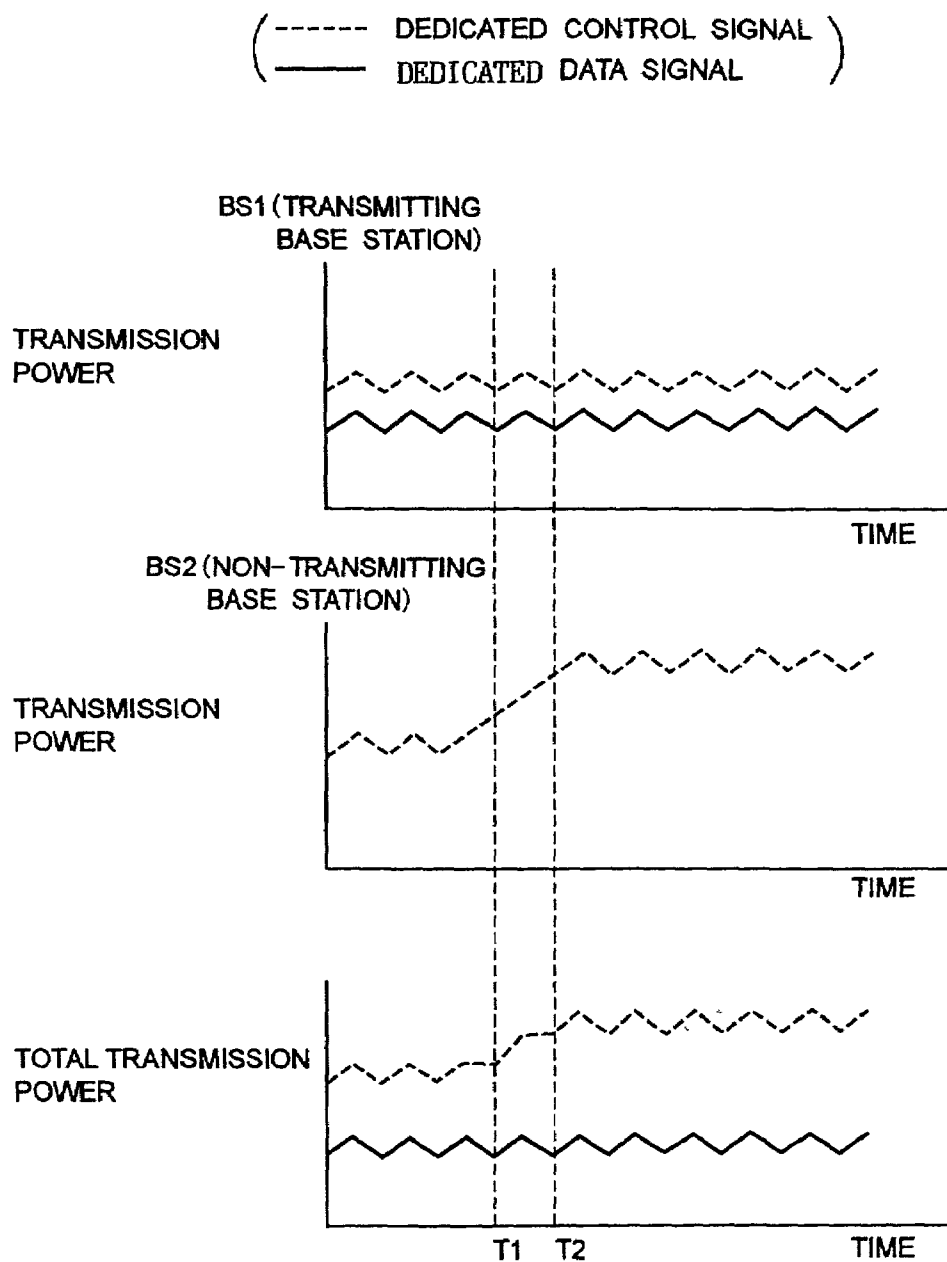 DEDICATED CONTROL SIGNAL
DEDICATED DATA SIGNAL
BS1 (TRANSMITTING
BASE STATION)
TRANSMISSION
POWER
TIME
BS2 (NON-TRANSMITTING
BASE STATION)
TRANSMISSION
POWER
TIME
TOTAL TRANSMISSION
POWER
T1 T2 TIME